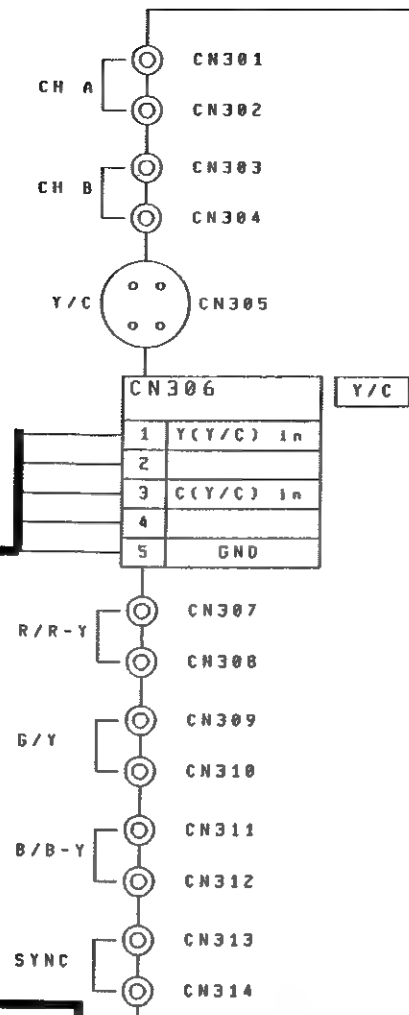 CN301
CH A
CN302
CN303
CH B
CN304
Y/C CN305
CN306 Y/C
1 Y(Y/C) in
2
3 C(Y/C) in
4
5 GND
CN307
R/R-Y
CN308
CN309
G/Y
CN310
CN311
B/B-Y
CN312
CN313
SYNC
CN314